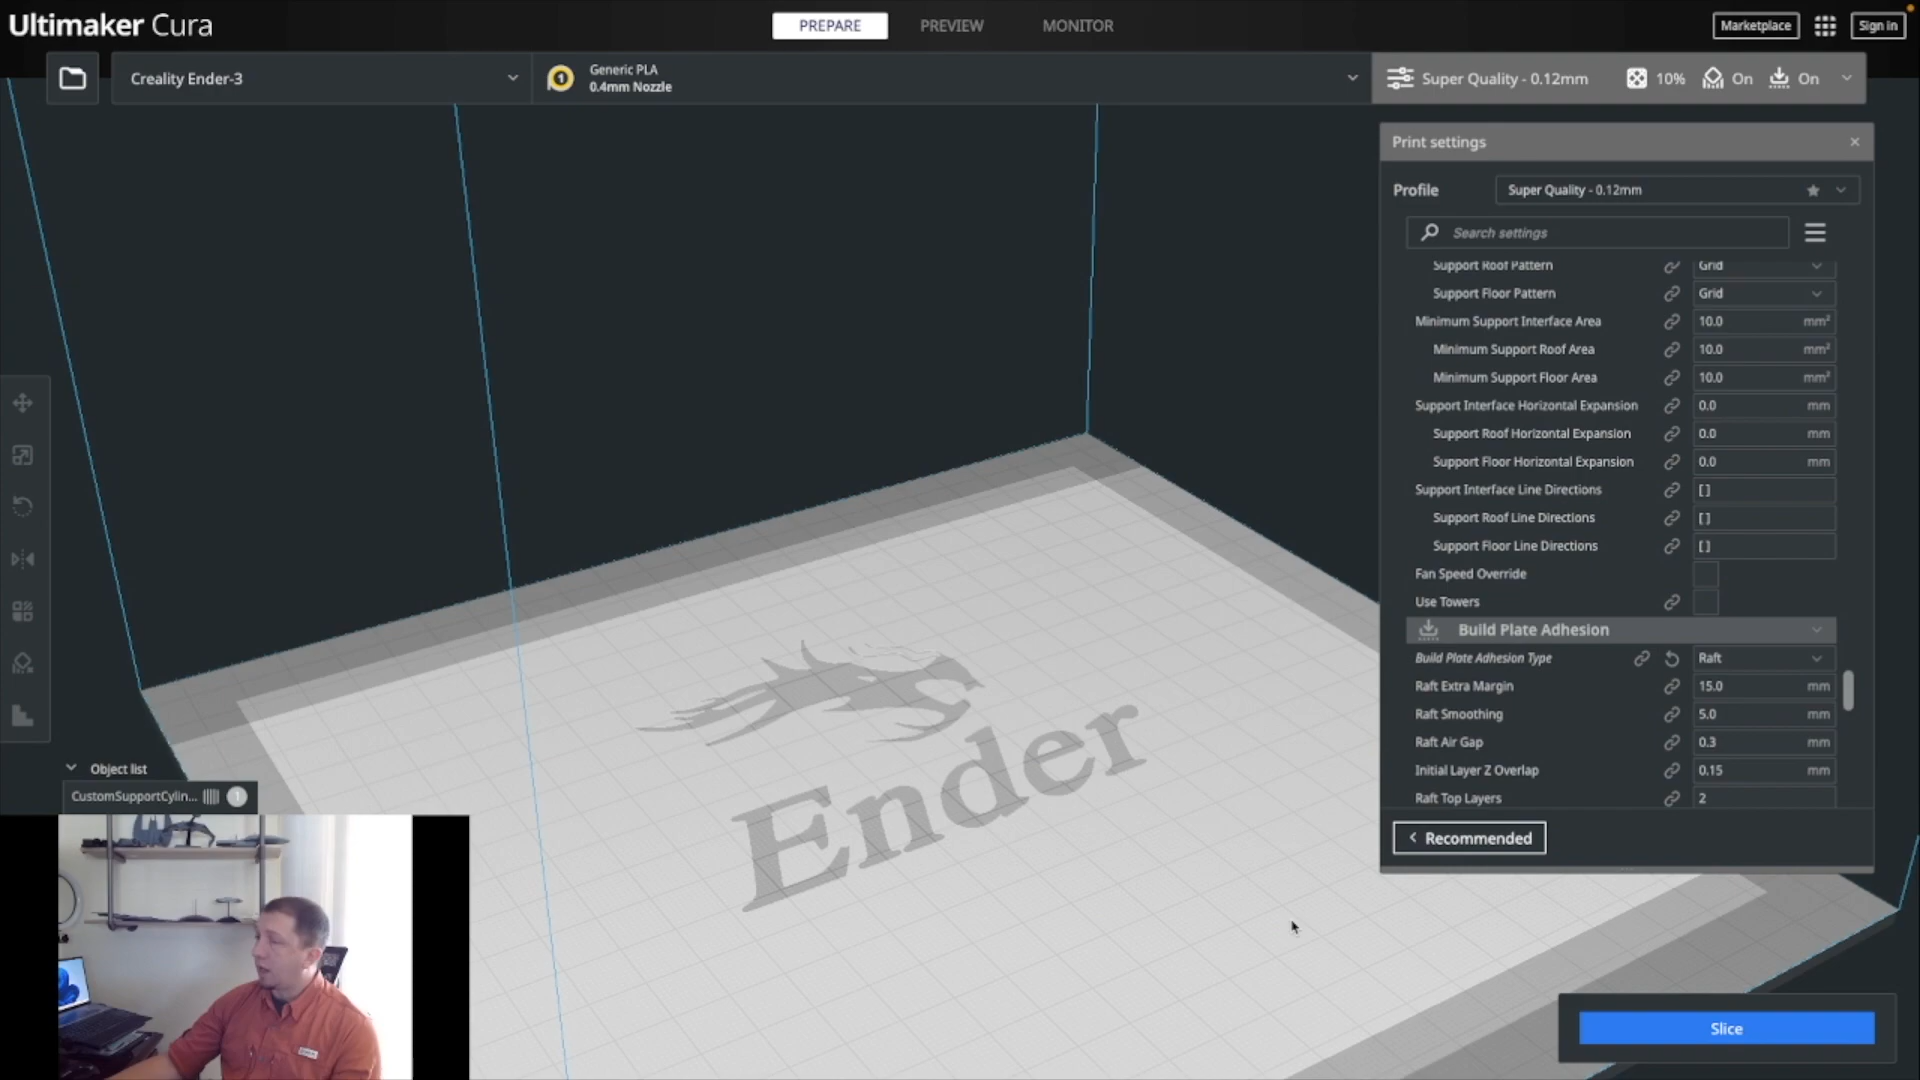 Ultimaker Cura
PREPARE
PREVIEW
MONITOR
Marketplace
Sign in
Creality Ender-3
1
Generic PLA
0.4mm Nozzle
Super Quality - 0.12mm
10%
On
On
Print settings
Profile
Super Quality - 0.12mm
Search settings
Support Roof Pattern
Grid
Support Floor Pattern
Grid
Minimum Support Interface Area
10.0 mm²
Minimum Support Roof Area
10.0 mm²
Minimum Support Floor Area
10.0 mm²
Support Interface Horizontal Expansion
0.0 mm
Support Roof Horizontal Expansion
0.0 mm
Support Floor Horizontal Expansion
0.0 mm
Support Interface Line Directions
[ ]
Support Roof Line Directions
[ ]
Support Floor Line Directions
[ ]
Fan Speed Override
Use Towers
Build Plate Adhesion
Build Plate Adhesion Type
Raft
Raft Extra Margin
15.0 mm
Raft Smoothing
5.0 mm
Raft Air Gap
0.3 mm
Initial Layer Z Overlap
0.15 mm
Raft Top Layers
2
Recommended
Ender
Object list
CustomSupportCylin...
1
Slice